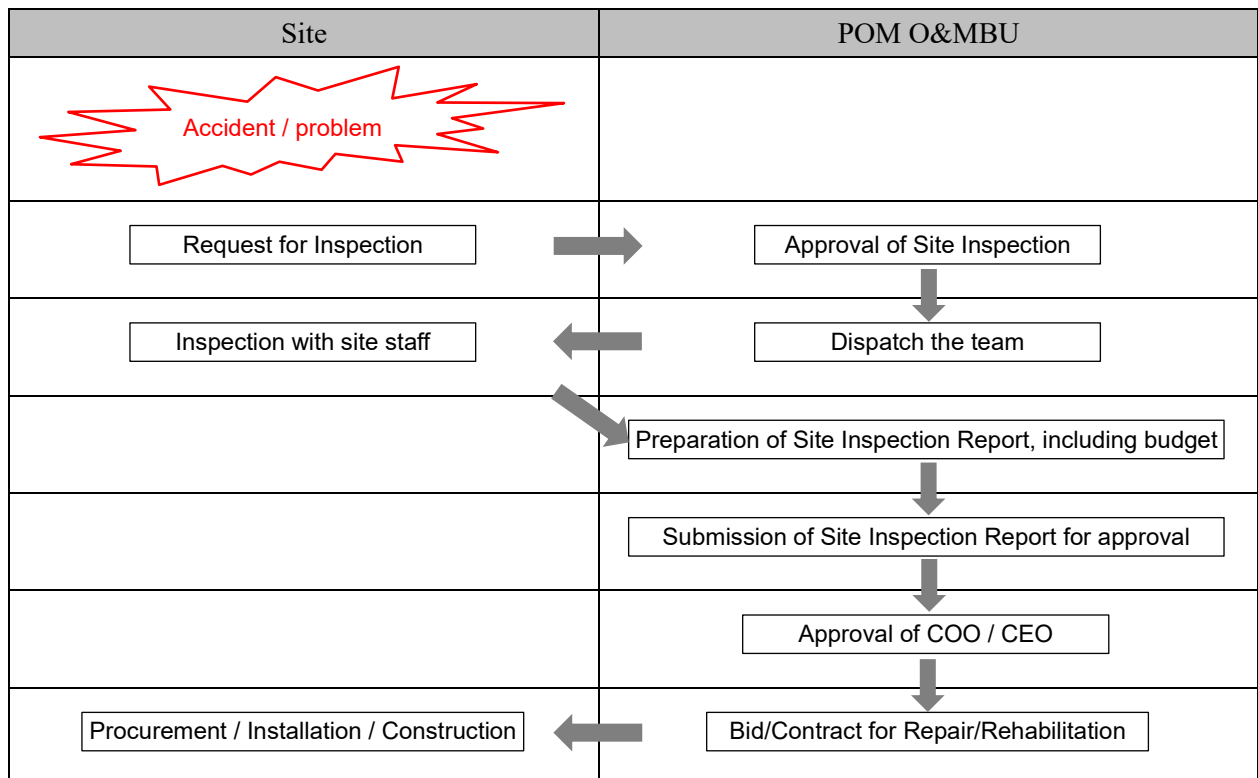 Site
POM O&MBU
Accident / problem
Request for Inspection
Approval of Site Inspection
Inspection with site staff
Dispatch the team
Preparation of Site Inspection Report, including budget
Submission of Site Inspection Report for approval
Approval of COO / CEO
Procurement / Installation / Construction
Bid/Contract for Repair/Rehabilitation